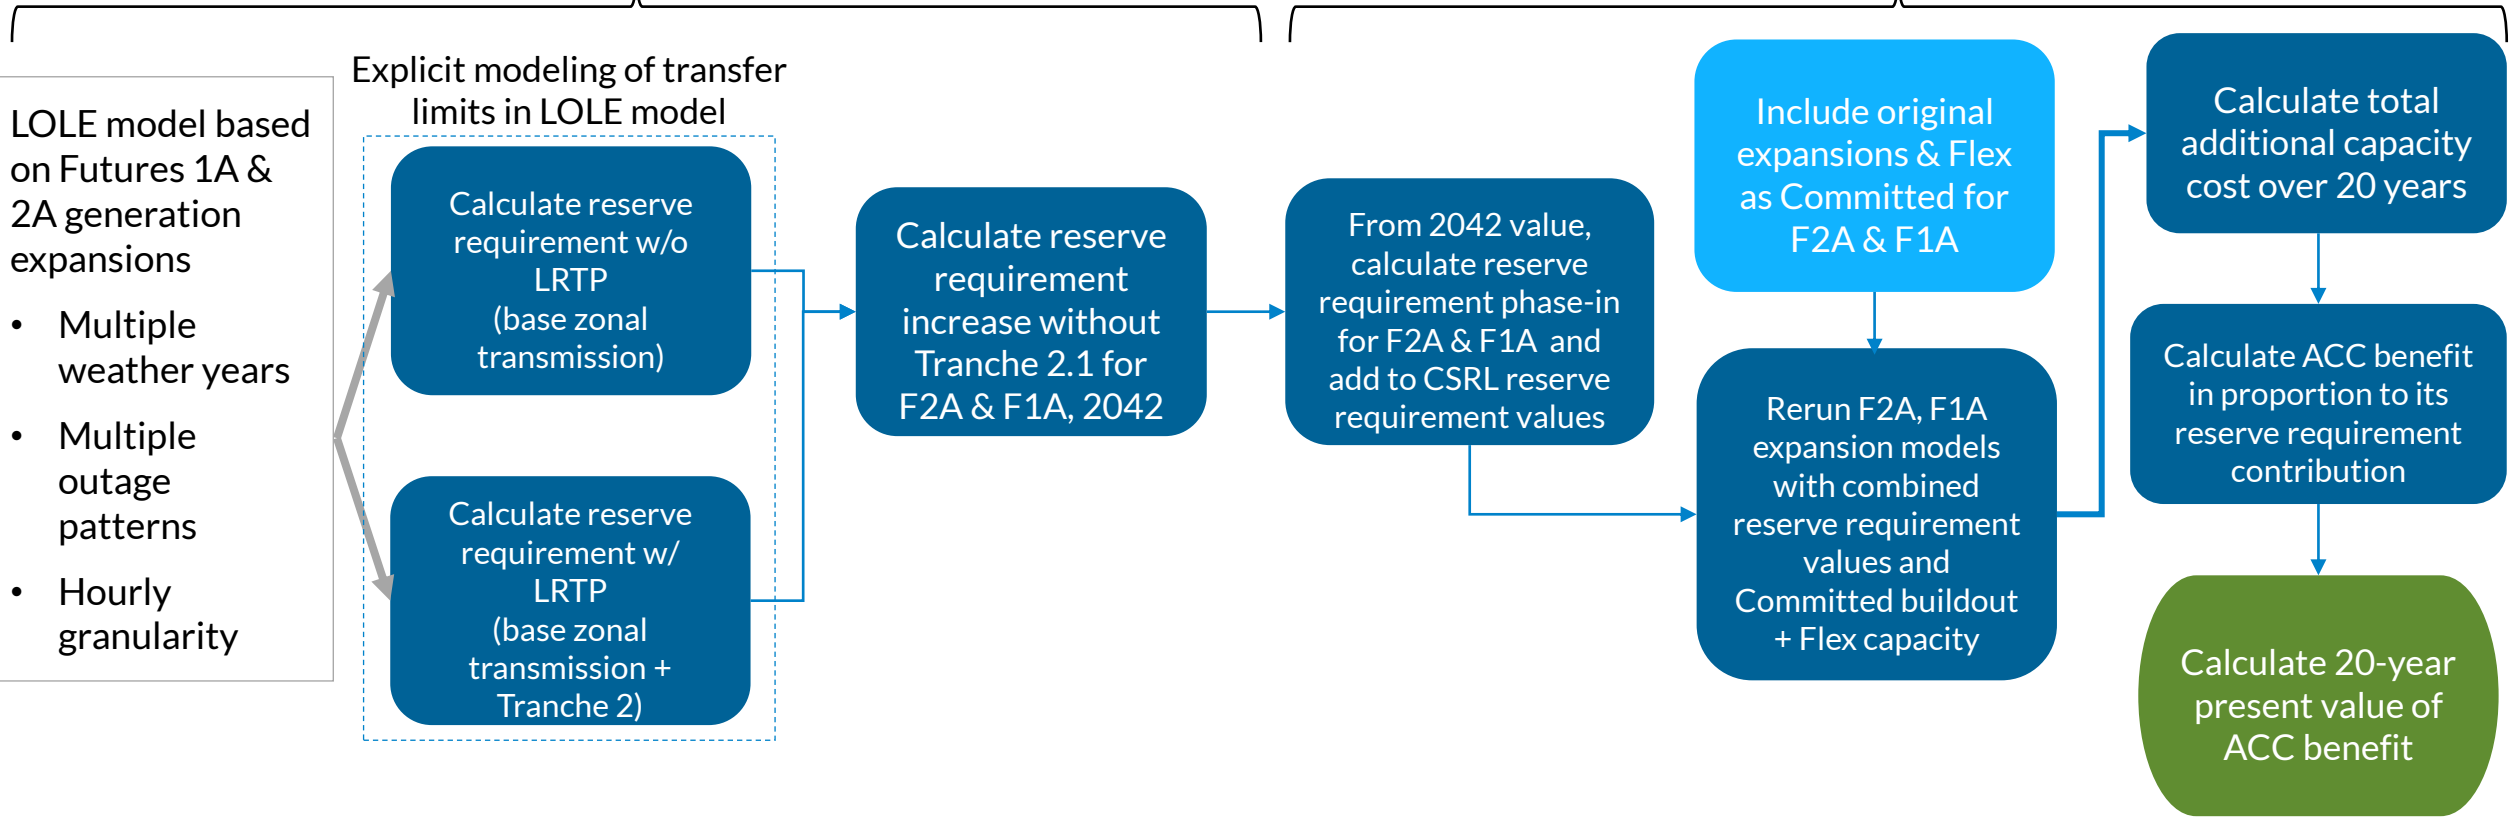 LOLE model based
on Futures 1A &
2A generation
expansions
• Multiple
weather years
• Multiple
outage
patterns
• Hourly
granularity
Explicit modeling of transfer
limits in LOLE model
Calculate reserve
requirement w/o
LRTP
(base zonal
transmission)
Calculate reserve
requirement w/
LRTP
(base zonal
transmission +
Tranche 2)
Calculate reserve
requirement
increase without
Tranche 2.1 for
F2A & F1A, 2042
From 2042 value,
calculate reserve
requirement phase-in
for F2A & F1A and
add to CSRL reserve
requirement values
Include original
expansions & Flex
as Committed for
F2A & F1A
Rerun F2A, F1A
expansion models
with combined
reserve requirement
values and
Committed buildout
+ Flex capacity
Calculate total
additional capacity
cost over 20 years
Calculate ACC benefit
in proportion to its
reserve requirement
contribution
Calculate 20-year
present value of
ACC benefit